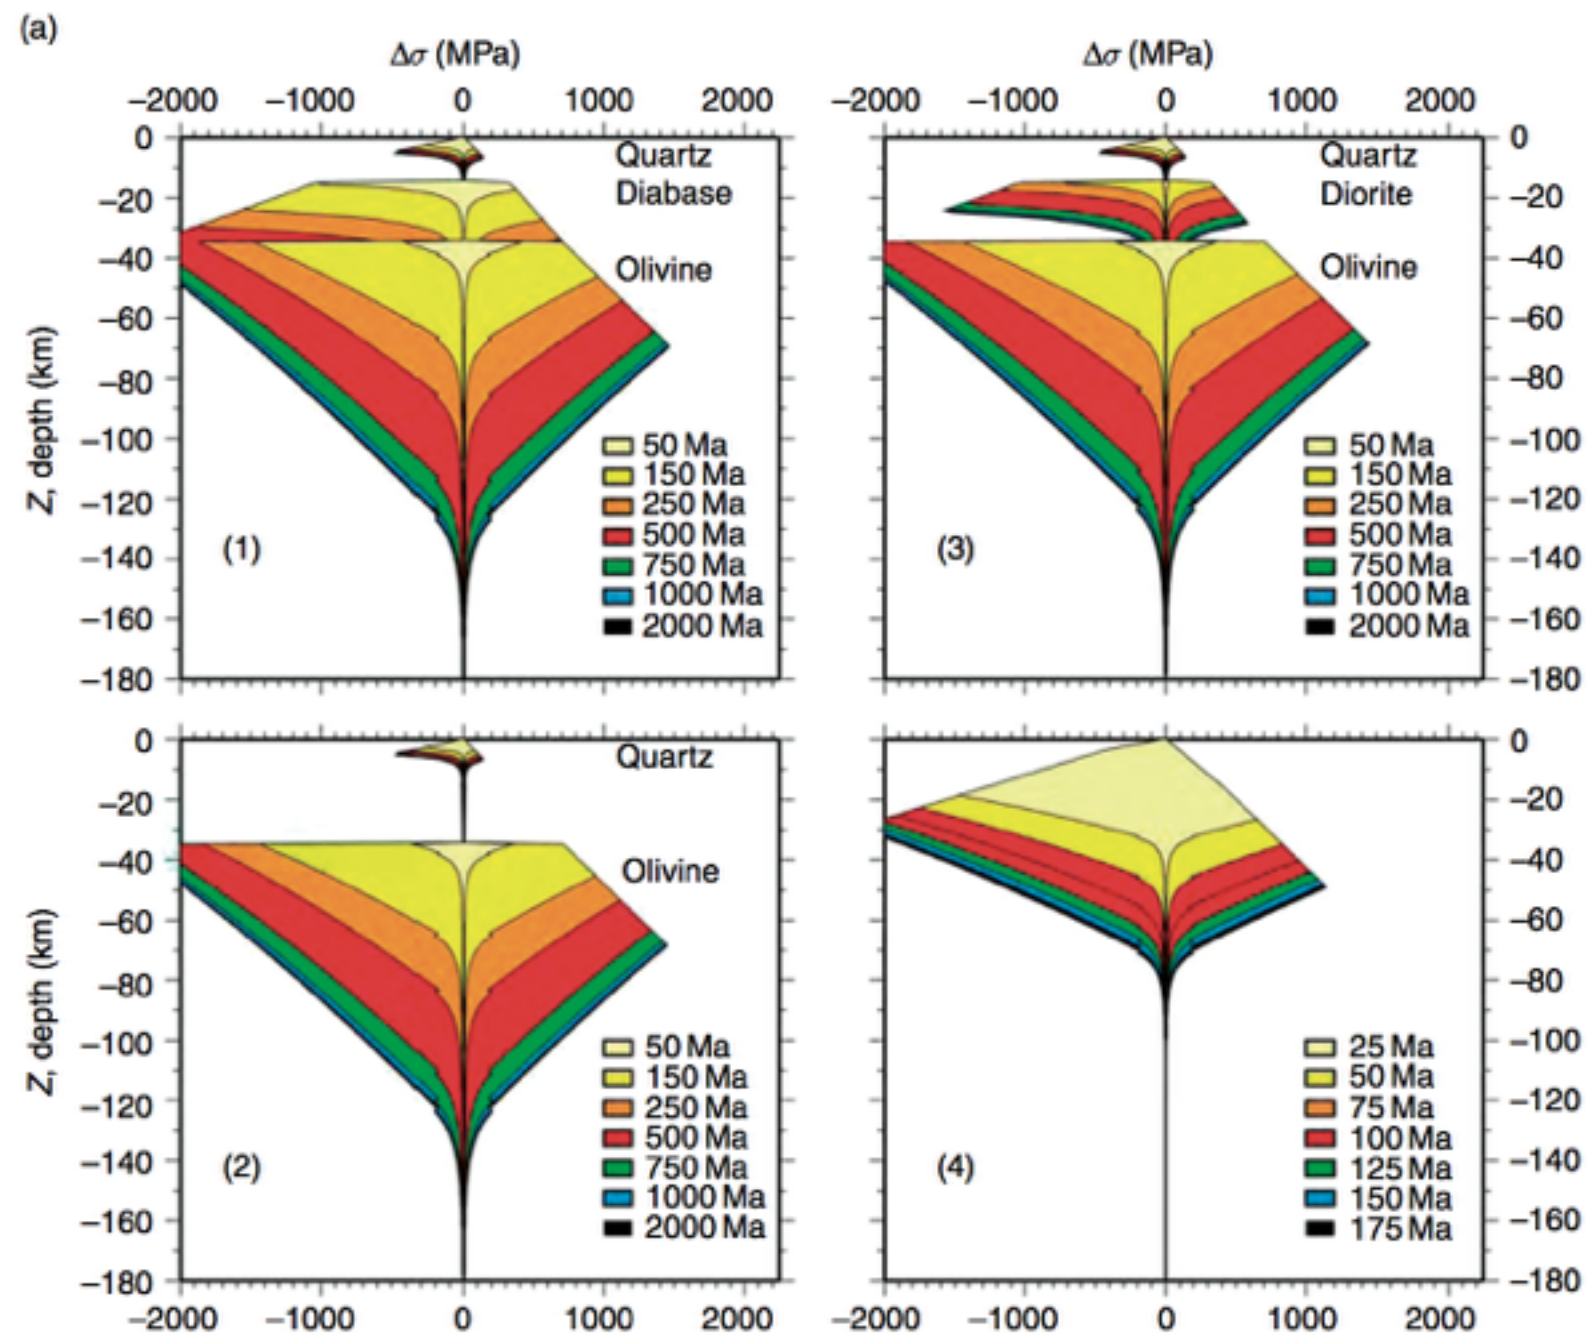 (a)
Δσ (MPa)
−2000 −1000 0 1000 2000
0
−20
−40
−60
−80
−100
−120
−140
−160
−180
Z, depth (km)
Quartz
Diabase
Olivine
50 Ma
150 Ma
250 Ma
500 Ma
750 Ma
1000 Ma
2000 Ma
(1)
Δσ (MPa)
−2000 −1000 0 1000 2000
Quartz
Diorite
Olivine
50 Ma
150 Ma
250 Ma
500 Ma
750 Ma
1000 Ma
2000 Ma
(3)
0
−20
−40
−60
−80
−100
−120
−140
−160
−180
0
−20
−40
−60
−80
−100
−120
−140
−160
−180
Z, depth (km)
Quartz
Olivine
50 Ma
150 Ma
250 Ma
500 Ma
750 Ma
1000 Ma
2000 Ma
(2)
−2000 −1000 0 1000 2000
25 Ma
50 Ma
75 Ma
100 Ma
125 Ma
150 Ma
175 Ma
(4)
0
−20
−40
−60
−80
−100
−120
−140
−160
−180
−2000 −1000 0 1000 2000